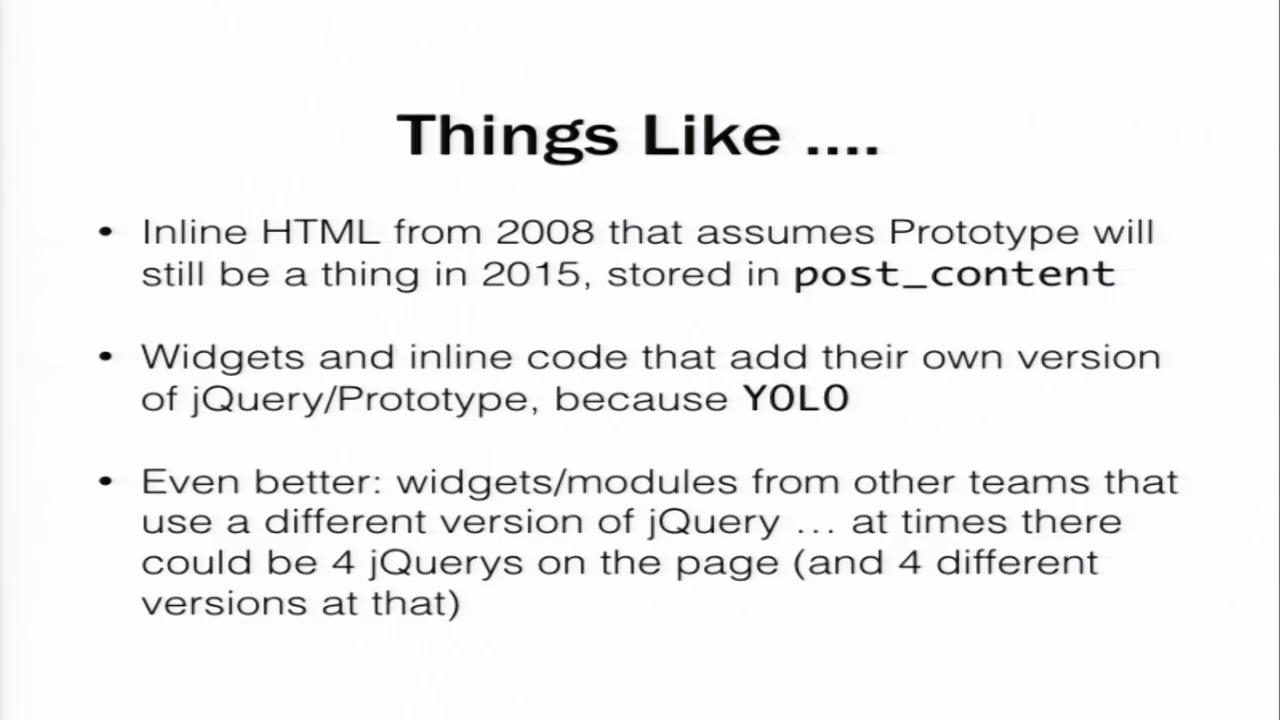 Things Like ....
• Inline HTML from 2008 that assumes Prototype will
still be a thing in 2015, stored in post_content
• Widgets and inline code that add their own version
of jQuery/Prototype, because YOLO
• Even better: widgets/modules from other teams that
use a different version of jQuery ... at times there
could be 4 jQuerys on the page (and 4 different
versions at that)